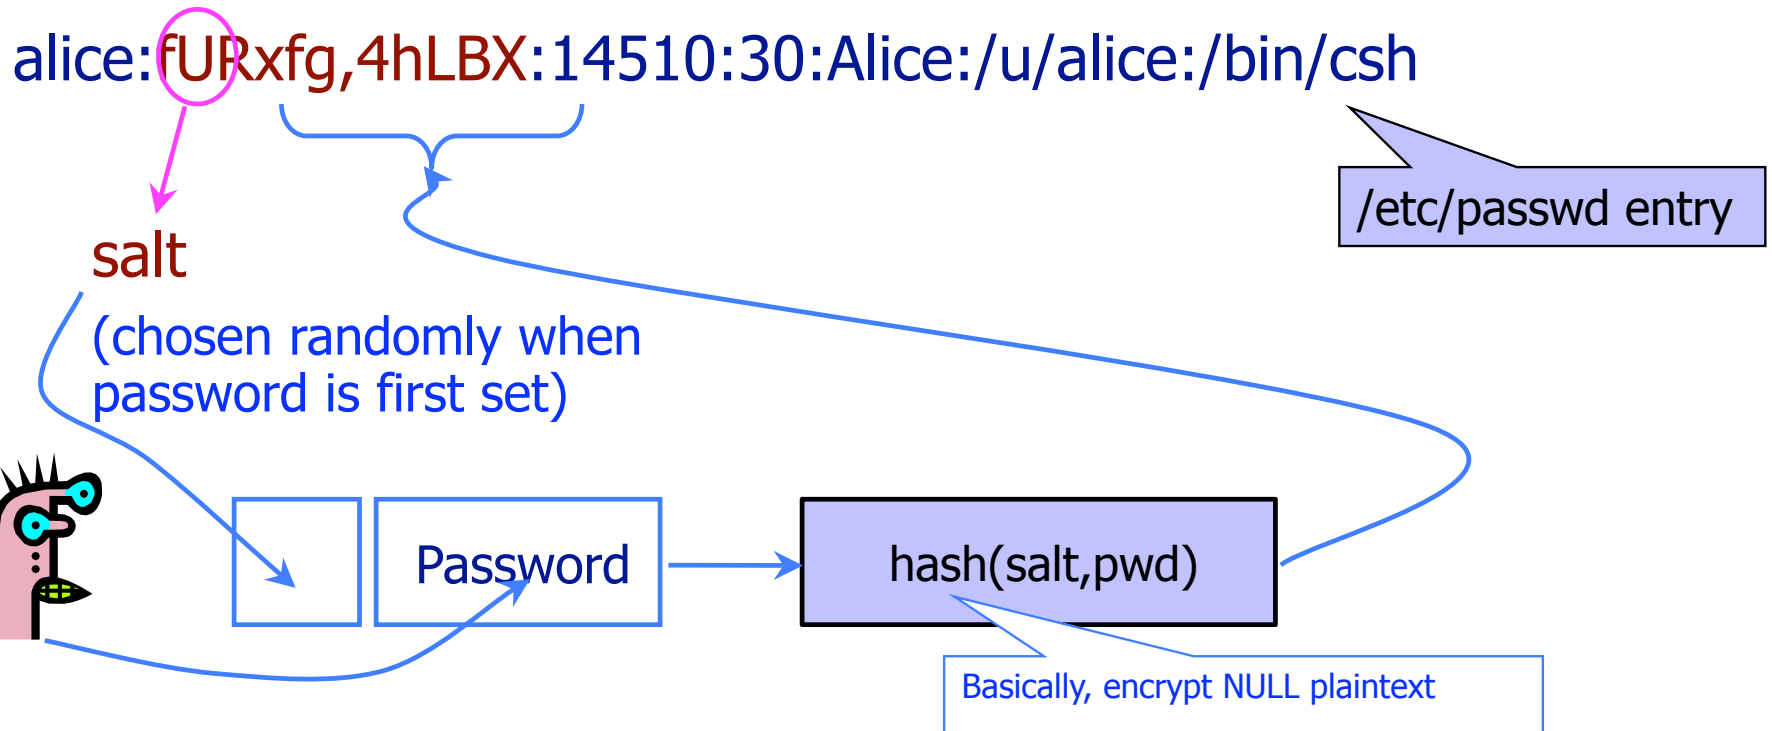 alice:fURxfg,4hLBX:14510:30:Alice:/u/alice:/bin/csh
/etc/passwd entry
salt
(chosen randomly when
password is first set)
Password
hash(salt,pwd)
Basically, encrypt NULL plaintext